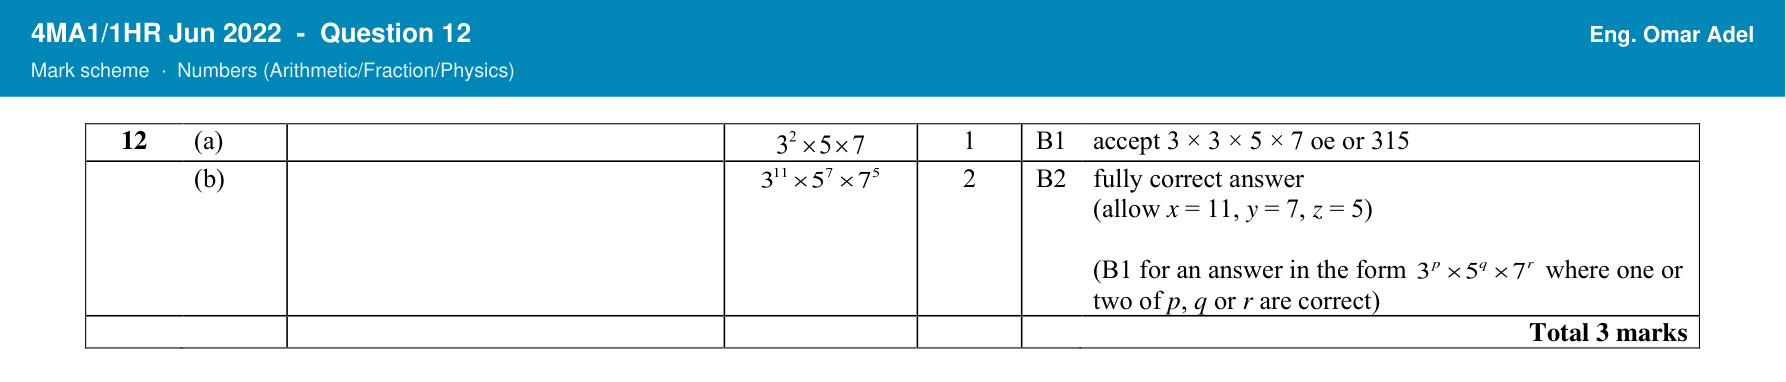 4MA1/1HR Jun 2022 - Question 12
Eng. Omar Adel
Mark scheme · Numbers (Arithmetic/Fraction/Physics)
12 (a) 3² × 5 × 7 1 B1 accept 3 × 3 × 5 × 7 oe or 315
(b) 3¹¹ × 5⁷ × 7⁵ 2 B2 fully correct answer
(allow x = 11, y = 7, z = 5)
(B1 for an answer in the form 3^p × 5^q × 7^r where one or
two of p, q or r are correct)
Total 3 marks